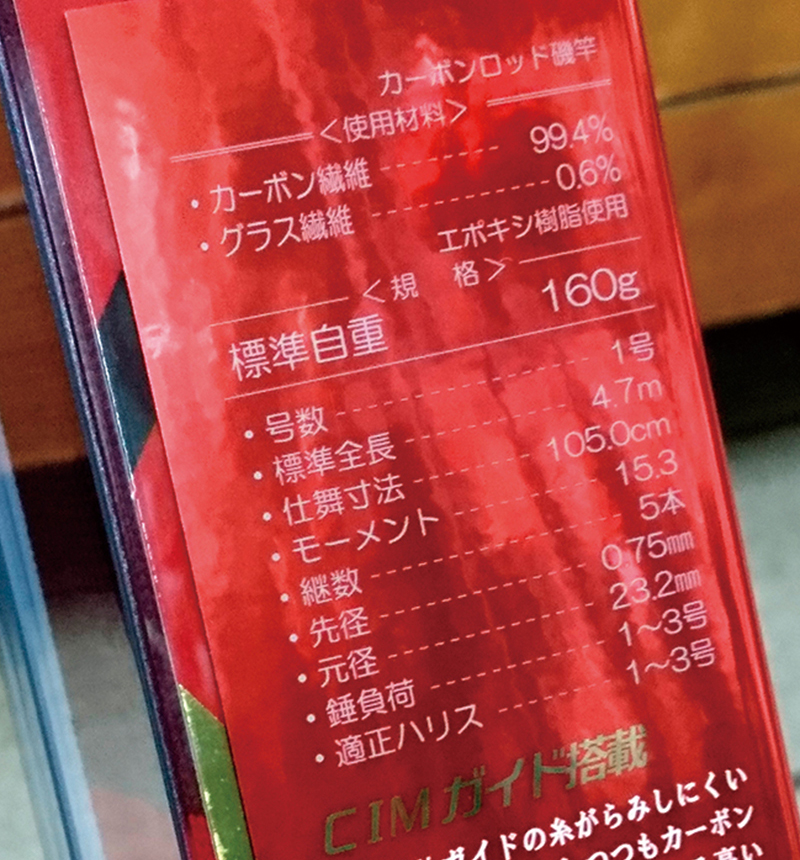 カーボンロッド磯竿
＜使用材料＞
・カーボン繊維 99.4%
・グラス繊維 0.6%
エポキシ樹脂使用
＜規 格＞
標準自重 160g
・号数 1号
・標準全長 4.7m
・仕舞寸法 105.0cm
・モーメント 15.3
・継数 5本
・先径 0.75mm
・元径 23.2mm
・錘負荷 1～3号
・適正ハリス 1～3号
CIMガイド搭載
ガイドの糸がらみしにくい
つつもカーボン
高い